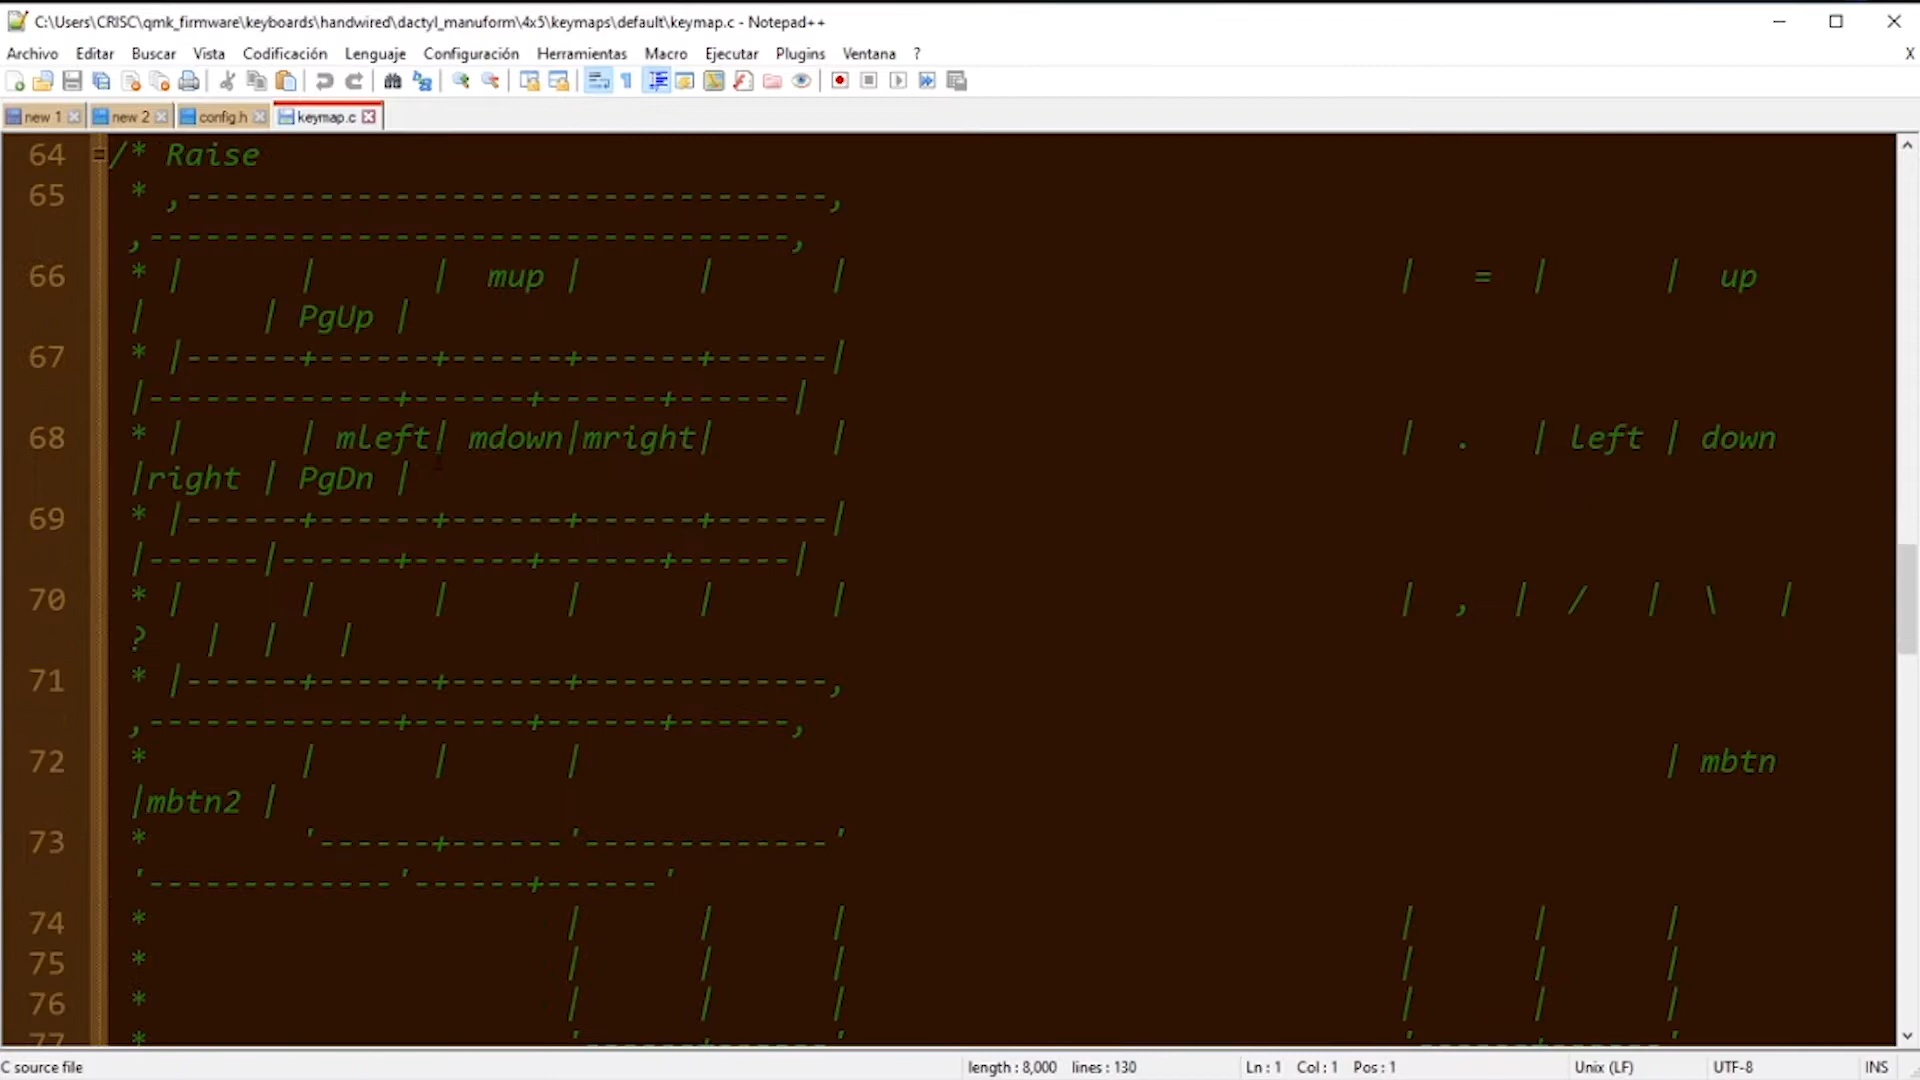 C:\Users\CRISC\qmk_firmware\keyboards\handwired\dactyl_manuform\4x5\keymaps\default\keymap.c - Notepad++
Archivo Editar Buscar Vista Codificación Lenguaje Configuración Herramientas Macro Ejecutar Plugins Ventana ? X
new 1 new 2 config.h keymap.c
64 /* Raise
65 * ,----------------------------------,
,----------------------------------,
66 * | | | mup | | | | = | | up
| | PgUp |
67 * |------+------+------+------+------|
|-------------+------+------+------|
68 * | | mleft| mdown|mright| | | . | left | down
|right | PgDn |
69 * |------+------+------+------+------|
|------|------+------+------+------|
70 * | | | | | | | , | / | \ |
? | | |
71 * |------+------+------+-------------,
,-------------+------+------+------,
72 * | | | | mbtn
|mbtn2 |
73 * '------+------'-------------'
'-------------'------+------'
74 * | | | | | |
75 * | | | | | |
76 * | | | | | |
77 * '------+------' '------+------'
C source file length : 8,000 lines : 130 Ln : 1 Col : 1 Pos : 1 Unix (LF) UTF-8 INS